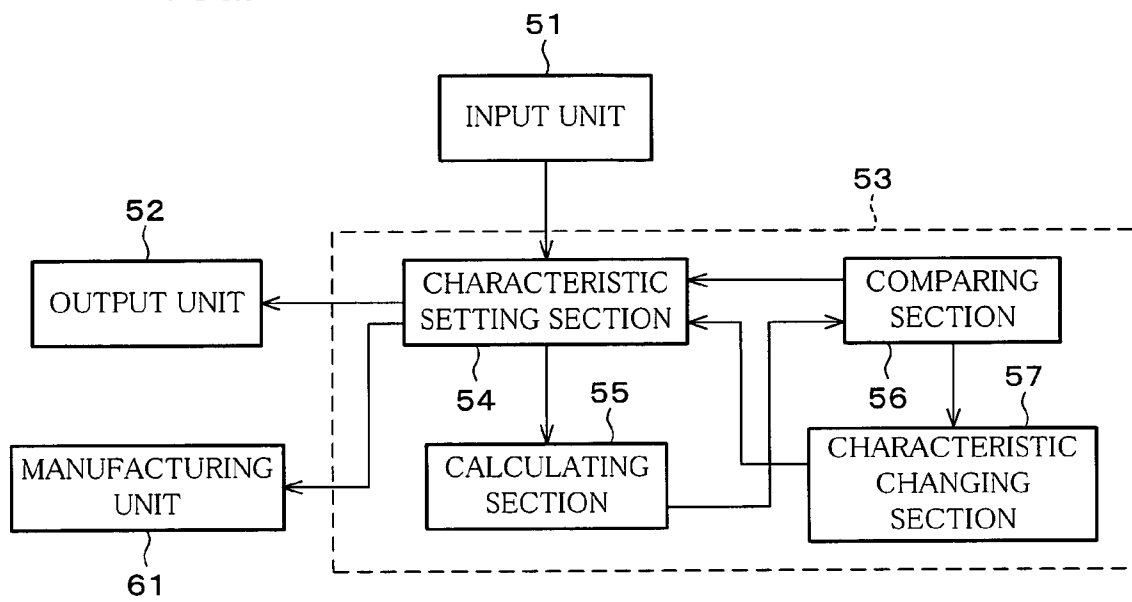 51
INPUT UNIT
53
52
OUTPUT UNIT
CHARACTERISTIC
SETTING SECTION
COMPARING
SECTION
54
55
56
57
MANUFACTURING
UNIT
CALCULATING
SECTION
CHARACTERISTIC
CHANGING
SECTION
61